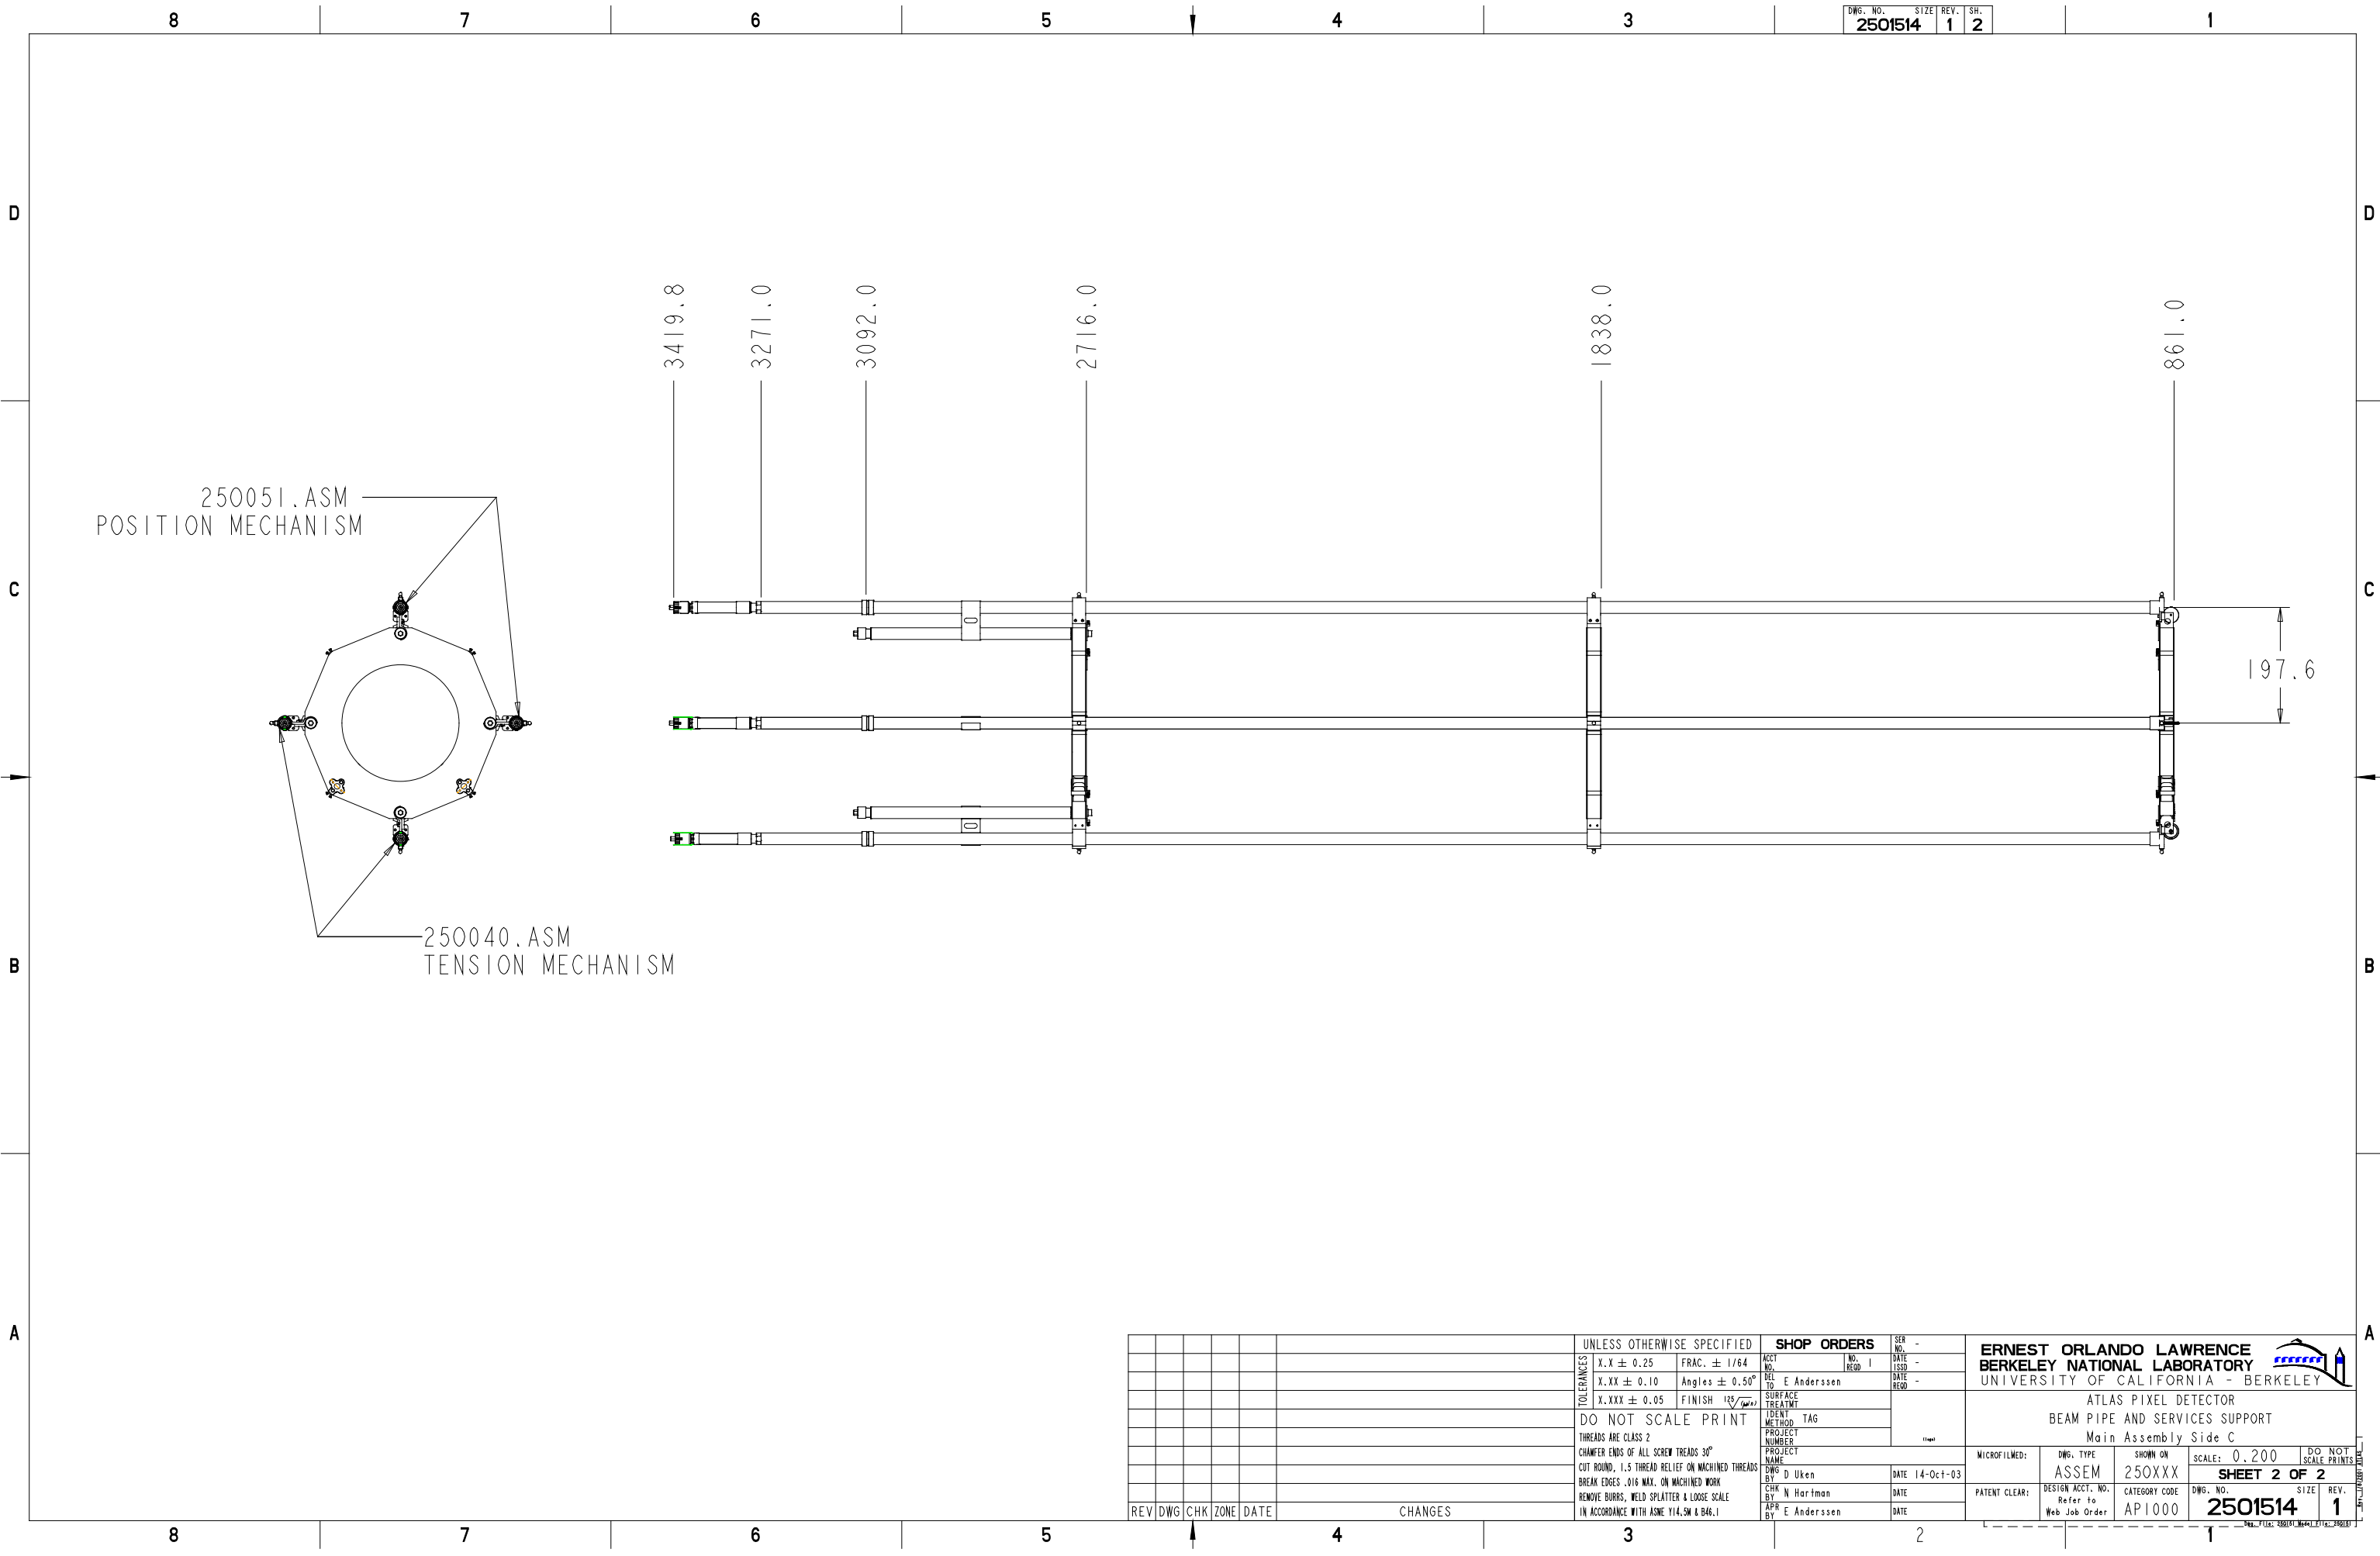 8 7 6 5 4 3 1
DWG. NO. SIZE REV. SH.
2501514 1 2
D D
3419.8
3271.0
3092.0
2716.0
1838.0
861.0
250051.ASM
POSITION MECHANISM
C C
197.6
250040.ASM
TENSION MECHANISM
B B
A A
UNLESS OTHERWISE SPECIFIED
TOLERANCES
X.X ± 0.25 FRAC. ± 1/64
X.XX ± 0.10 Angles ± 0.50°
X.XXX ± 0.05 FINISH 125
DO NOT SCALE PRINT
THREADS ARE CLASS 2
CHAMFER ENDS OF ALL SCREW TREADS 30°
CUT ROUND, 1.5 THREAD RELIEF ON MACHINED THREADS
BREAK EDGES .016 MAX. ON MACHINED WORK
REMOVE BURRS, WELD SPLATTER & LOOSE SCALE
IN ACCORDANCE WITH ASME Y14.5M & B46.1
REV DWG CHK ZONE DATE CHANGES
SHOP ORDERS SER NO. -
ACCT NO. NO. REQD 1 DATE ISSD -
DEL TO E Anderssen DATE REQD -
SURFACE TREATMT
IDENT METHOD TAG
PROJECT NUMBER
PROJECT NAME
DWG BY D Uken DATE 14-Oct-03
CHK BY N Hartman DATE
APR BY E Anderssen DATE
ERNEST ORLANDO LAWRENCE
BERKELEY NATIONAL LABORATORY
UNIVERSITY OF CALIFORNIA - BERKELEY
ATLAS PIXEL DETECTOR
BEAM PIPE AND SERVICES SUPPORT
Main Assembly Side C
MICROFILMED: DWG. TYPE SHOWN ON SCALE: 0.200 DO NOT SCALE PRINTS
ASSEM 250XXX SHEET 2 OF 2
PATENT CLEAR: DESIGN ACCT. NO. CATEGORY CODE DWG. NO. SIZE REV.
Refer to Web Job Order AP1000 2501514 1
8 7 6 5 4 3 2 1